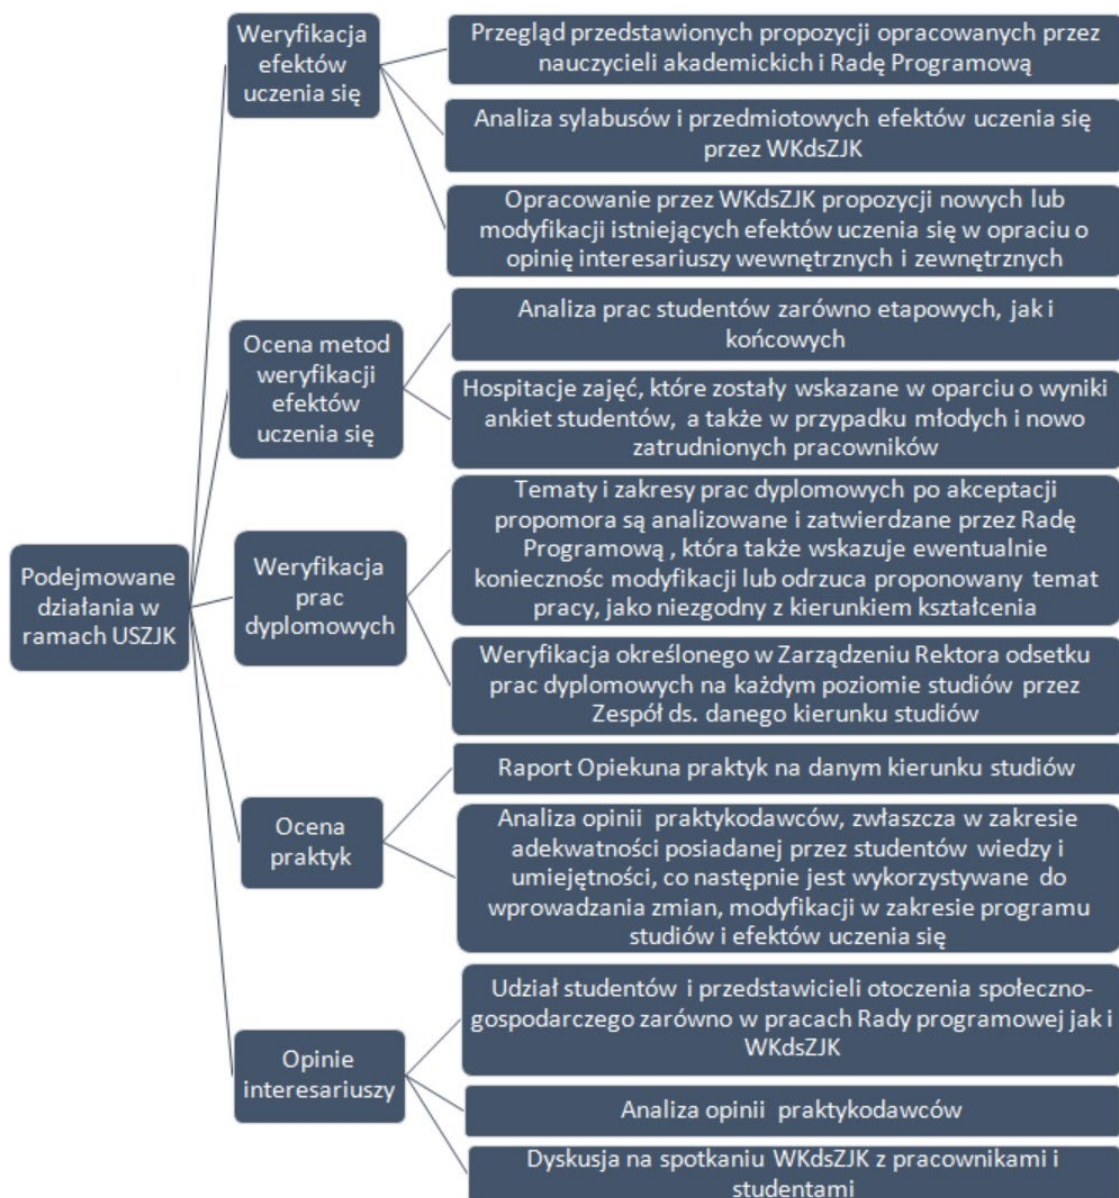 Podejmowane
działania w
ramach USZJK
Weryfikacja
efektów
uczenia się
Przegląd przedstawionych propozycji opracowanych przez
nauczycieli akademickich i Radę Programową
Analiza sylabusów i przedmiotowych efektów uczenia się
przez WKdsZJK
Opracowanie przez WKdsZJK propozycji nowych lub
modyfikacji istniejących efektów uczenia się w opraciu o
opinię interesariuszy wewnętrznych i zewnętrznych
Ocena metod
weryfikacji
efektów
uczenia się
Analiza prac studentów zarówno etapowych, jak i
końcowych
Hospitacje zajęć, które zostały wskazane w oparciu o wyniki
ankiet studentów, a także w przypadku młodych i nowo
zatrudnionych pracowników
Weryfikacja
prac
dyplomowych
Tematy i zakresy prac dyplomowych po akceptacji
propomora są analizowane i zatwierdzane przez Radę
Programową , która także wskazuje ewentualnie
koniecznośc modyfikacji lub odrzuca proponowany temat
pracy, jako niezgodny z kierunkiem kształcenia
Weryfikacja określonego w Zarządzeniu Rektora odsetku
prac dyplomowych na każdym poziomie studiów przez
Zespół ds. danego kierunku studiów
Ocena
praktyk
Raport Opiekuna praktyk na danym kierunku studiów
Analiza opinii praktykodawców, zwłaszcza w zakresie
adekwatności posiadanej przez studentów wiedzy i
umiejętności, co następnie jest wykorzystywane do
wprowadzania zmian, modyfikacji w zakresie programu
studiów i efektów uczenia się
Opinie
interesariuszy
Udział studentów i przedstawicieli otoczenia społeczno-
gospodarczego zarówno w pracach Rady programowej jak i
WKdsZJK
Analiza opinii praktykodawców
Dyskusja na spotkaniu WKdsZJK z pracownikami i
studentami